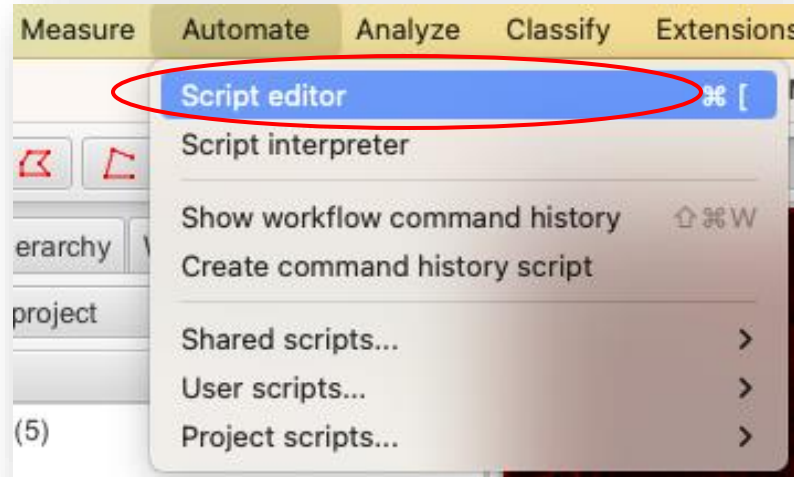 Measure Automate Analyze Classify Extensions
Script editor ⌘ [
Script interpreter
Show workflow command history ⇧⌘W
erarchy
Create command history script
project
Shared scripts...
User scripts...
(5)
Project scripts...